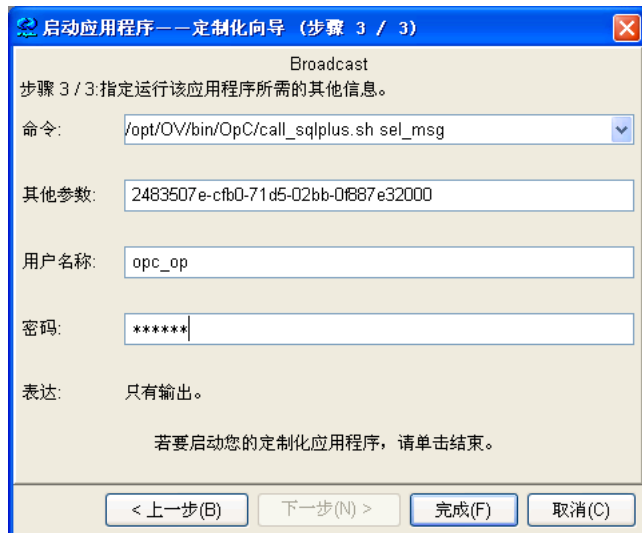 启动应用程序——定制化向导 (步骤 3 / 3)
Broadcast
步骤 3 / 3:指定运行该应用程序所需的其他信息。
命令: /opt/OV/bin/OpC/call_sqlplus.sh sel_msg
其他参数: 2483507e-cfb0-71d5-02bb-0f887e32000
用户名称: opc_op
密码: ******
表达: 只有输出。
若要启动您的定制化应用程序，请单击结束。
< 上一步(B) 下一步(N) > 完成(F) 取消(C)